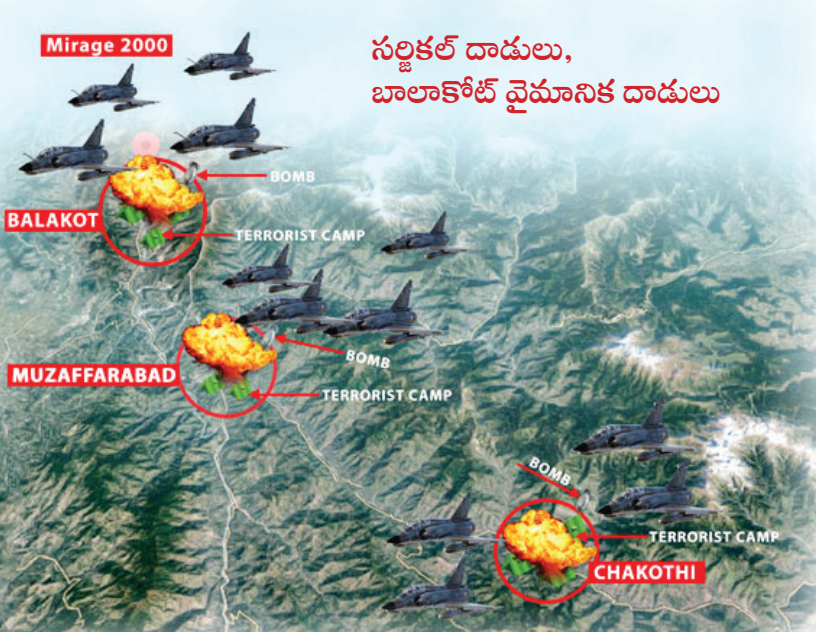 Mirage 2000
సర్జికల్ దాడులు,
బాలాకోట్ వైమానిక దాడులు
BOMB
BALAKOT
TERRORIST CAMP
BOMB
MUZAFFARABAD
TERRORIST CAMP
BOMB
TERRORIST CAMP
CHAKOTHI